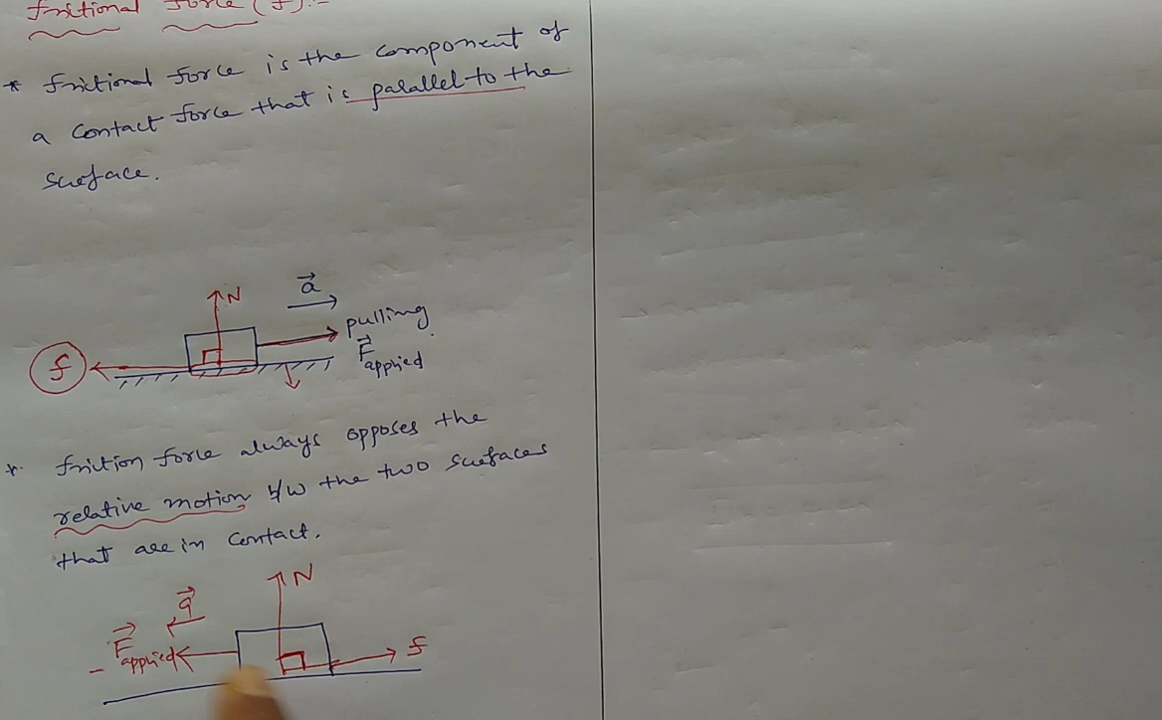 frictional force (f):-
* frictional force is the component of
a contact force that is parallel to the
surface.
N
a
pulling
f
F applied
* friction force always opposes the
relative motion b/w the two surfaces
that are in contact.
N
a
F applied
f